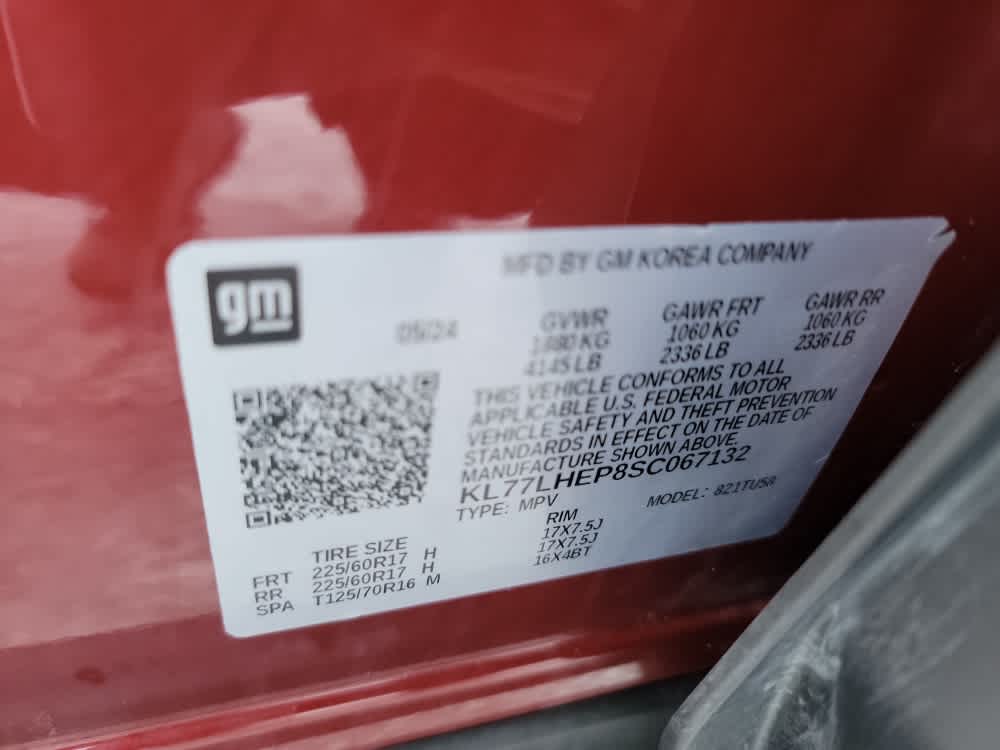 MFD BY GM KOREA COMPANY
gm
05/24
GVWR GAWR FRT GAWR RR
1880 KG 1060 KG 1060 KG
4145 LB 2336 LB 2336 LB
THIS VEHICLE CONFORMS TO ALL
APPLICABLE U.S. FEDERAL MOTOR
VEHICLE SAFETY AND THEFT PREVENTION
STANDARDS IN EFFECT ON THE DATE OF
MANUFACTURE SHOWN ABOVE.
KL77LHEP8SC067132
TYPE: MPV MODEL: 821TU58
TIRE SIZE RIM
FRT 225/60R17 H 17X7.5J
RR 225/60R17 H 17X7.5J
SPA T125/70R16 M 16X4BT